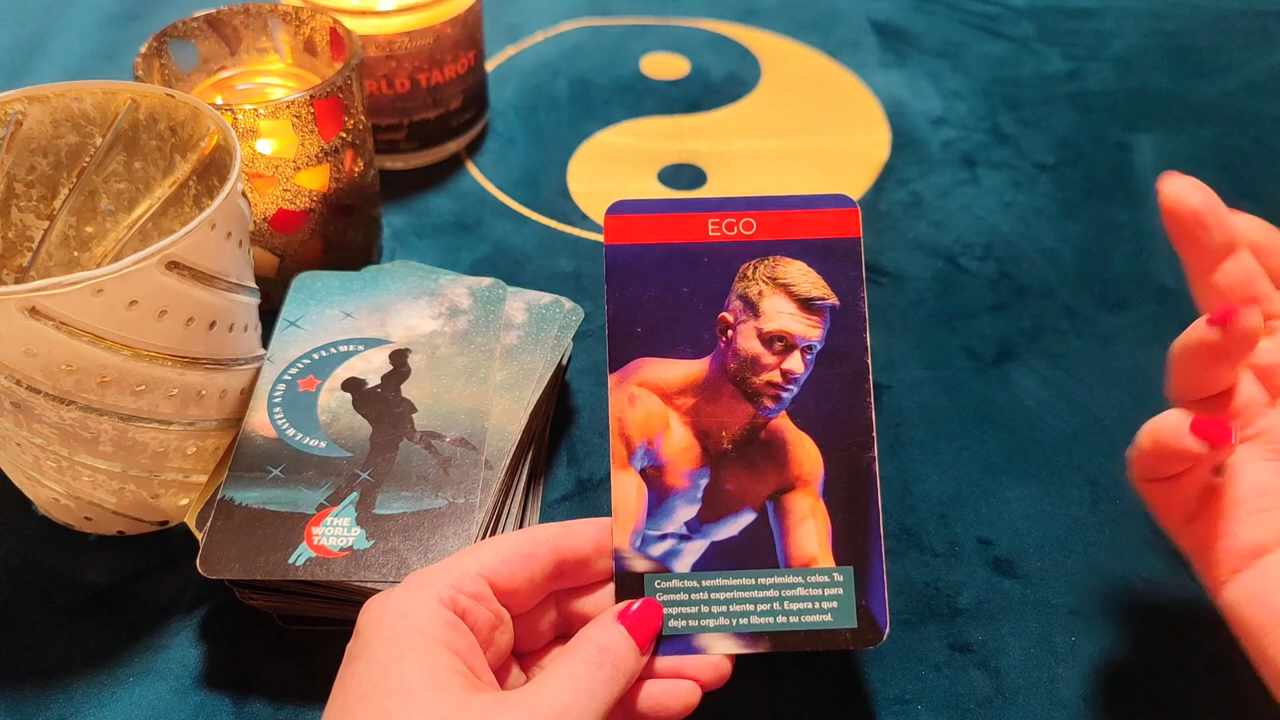 RLD TAROT
EGO
SOULMATES AND TWIN FLAMES
THE
WORLD
TAROT
Conflictos, sentimientos reprimidos, celos. Tu
Gemelo está experimentando conflictos para
expresar lo que siente por ti. Espera a que
deje su orgullo y se libere de su control.